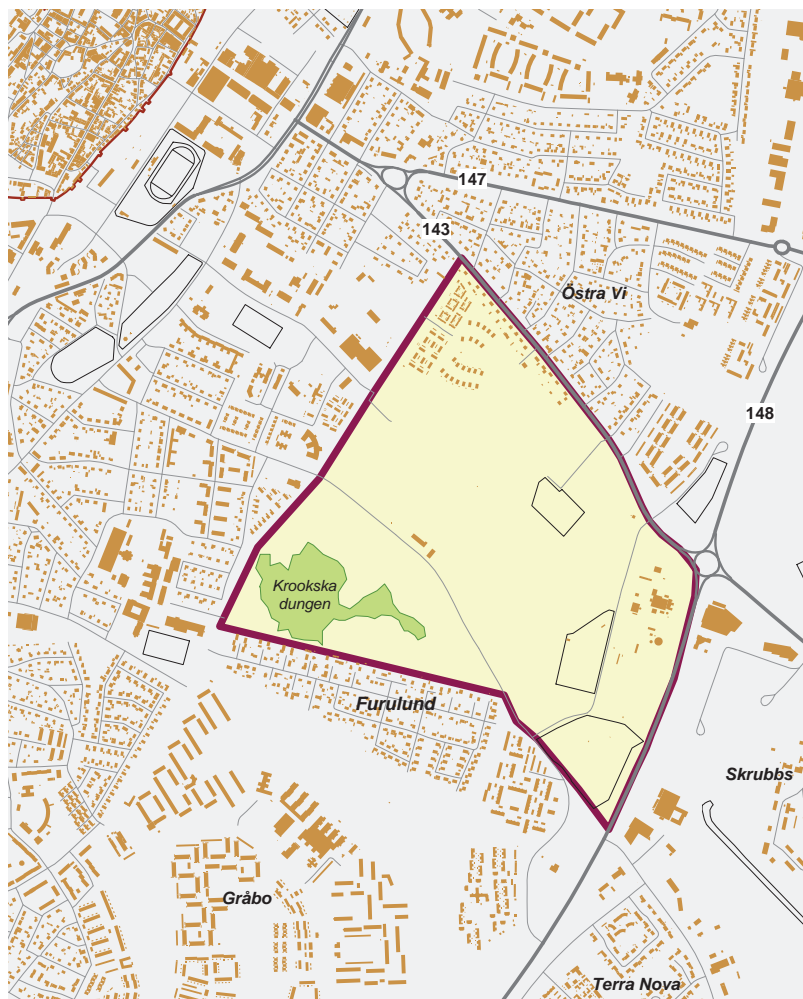 147
143
Östra Vi
148
Krookska
dungen
Furulund
Skrubbs
Gråbo
Terra Nova